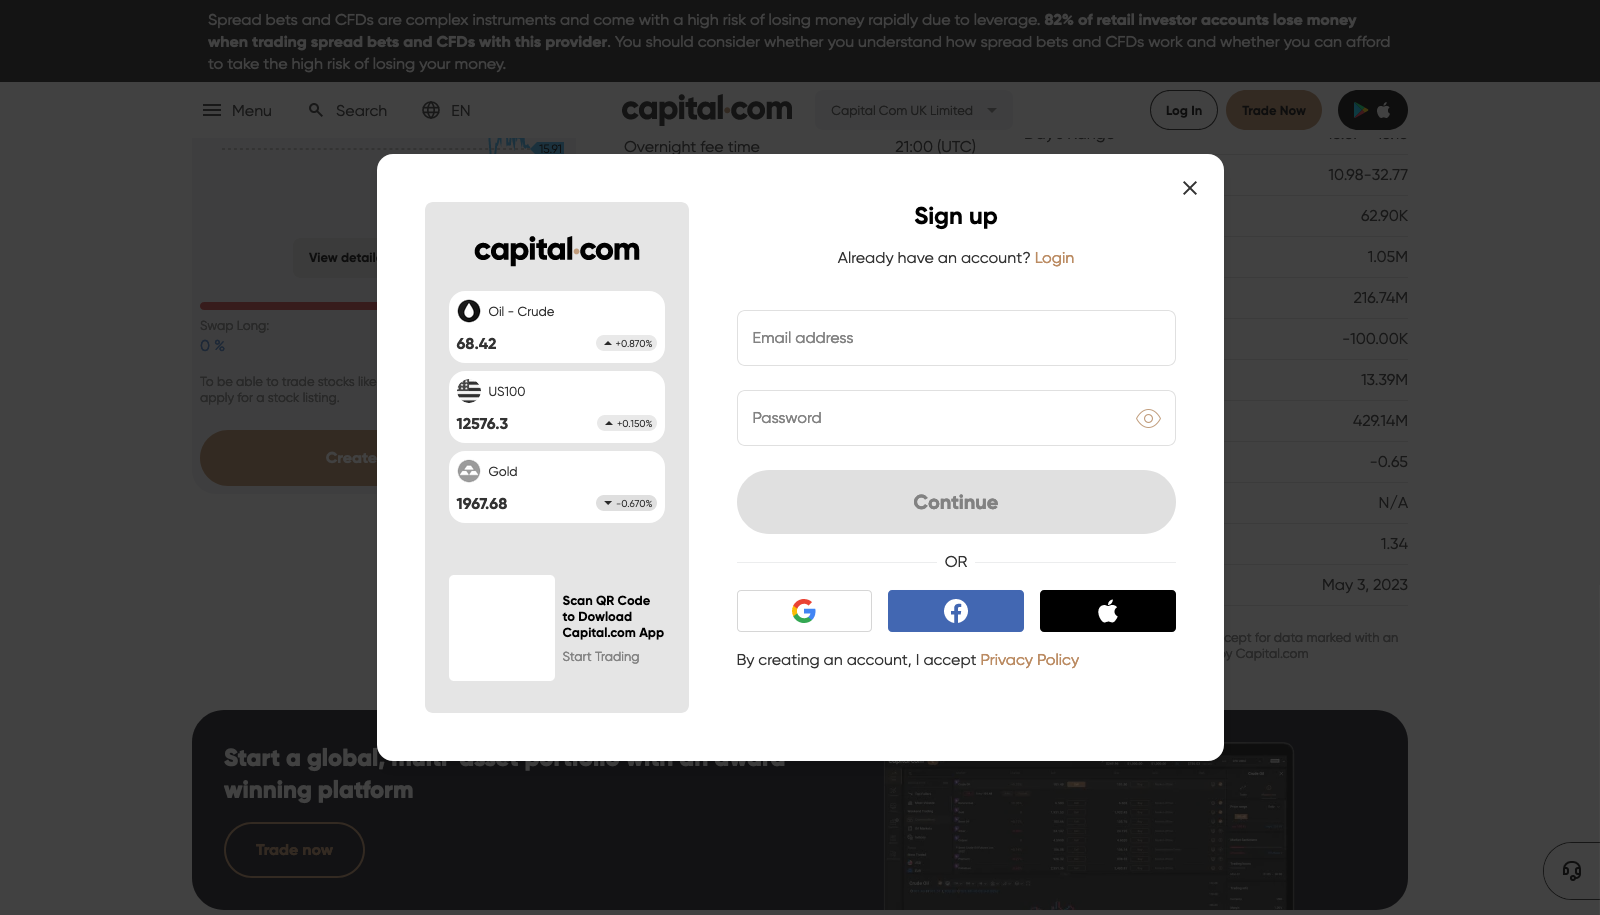 Spread bets and CFDs are complex instruments and come with a high risk of losing money rapidly due to leverage. 82% of retail investor accounts lose money
when trading spread bets and CFDs with this provider. You should consider whether you understand how spread bets and CFDs work and whether you can afford
to take the high risk of losing your money.
Menu
Search
EN
capital.com
Capital Com UK Limited
Log In
Trade Now
15.91
Overnight fee time
21:00 (UTC)
10.98-32.77
62.90K
1.05M
216.74M
-100.00K
13.39M
429.14M
-0.65
N/A
1.34
May 3, 2023
View
Swap Long:
0 %
To be able to trade stocks like
apply for a stock listing.
Create
Sign up
Already have an account? Login
capital.com
Oil - Crude
68.42
+0.870%
US100
12576.3
+0.150%
Gold
1967.68
-0.670%
Scan QR Code
to Dowload
Capital.com App
Start Trading
Email address
Password
Continue
OR
By creating an account, I accept Privacy Policy
for data marked with an
Capital.com
Start a global, multi-asset portfolio with an award
winning platform
Trade now